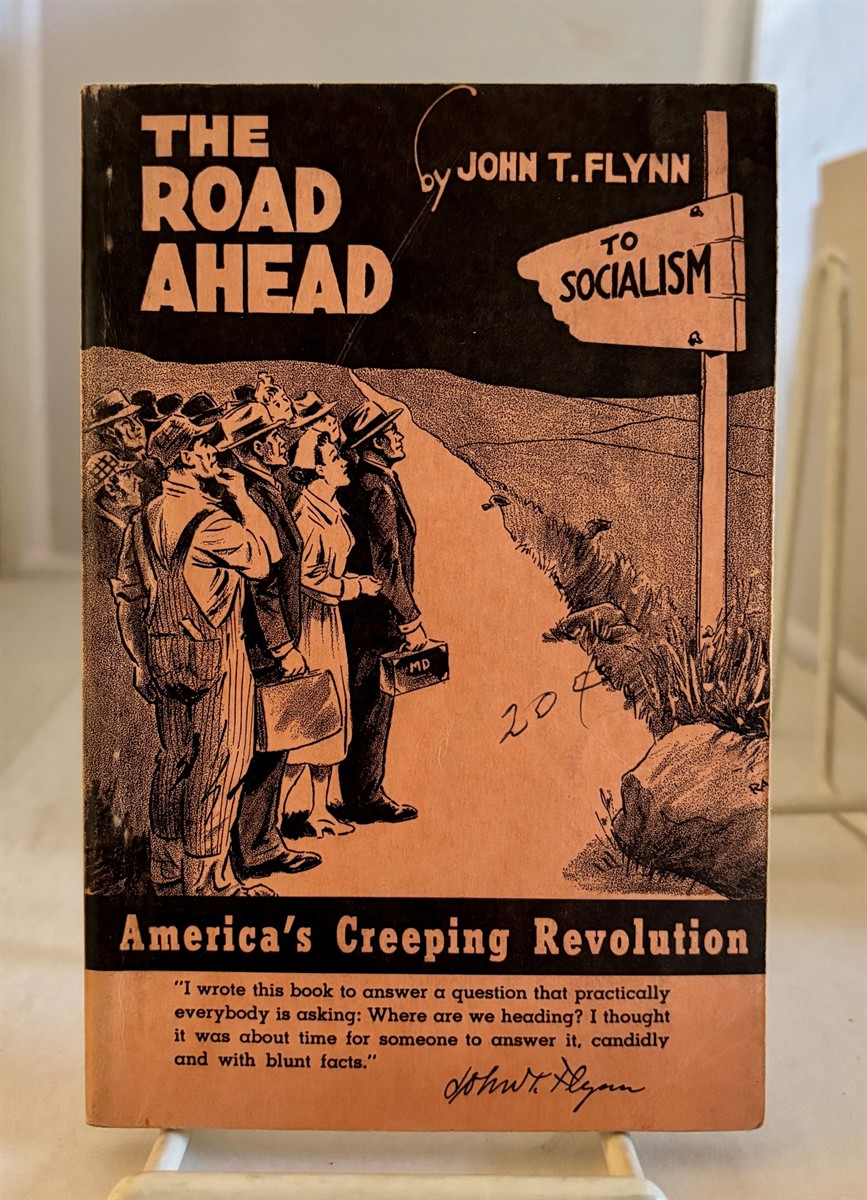 THE
ROAD
AHEAD
by JOHN T. FLYNN
TO
SOCIALISM
MD
20¢
America's Creeping Revolution
"I wrote this book to answer a question that practically
everybody is asking: Where are we heading? I thought
it was about time for someone to answer it, candidly
and with blunt facts."
John T. Flynn